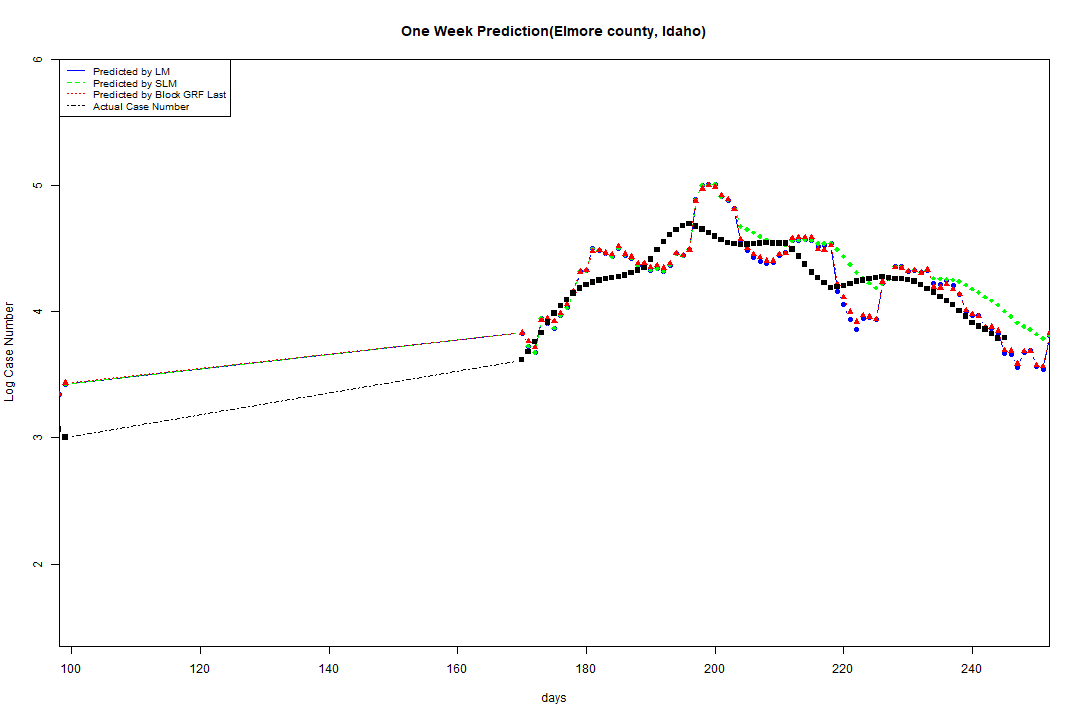 One Week Prediction(Elmore county, Idaho)
Predicted by LM
Predicted by SLM
Predicted by Block GRF Last
Actual Case Number
6
5
4
3
2
Log Case Number
100 120 140 160 180 200 220 240
days